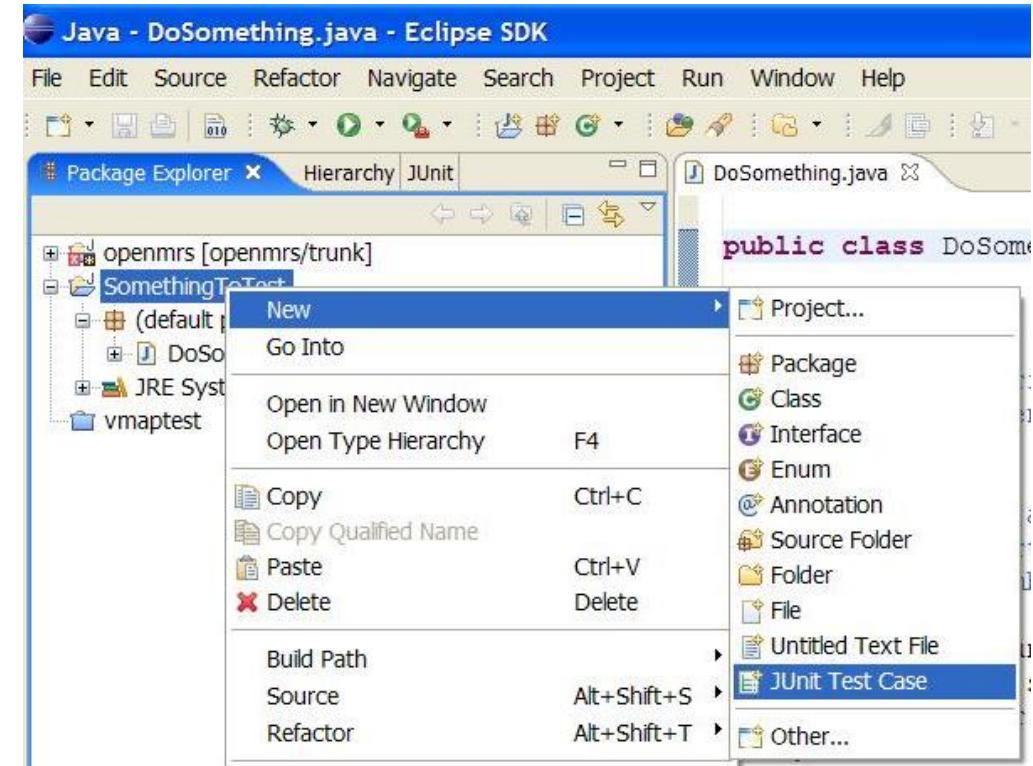 Java - DoSomething.java - Eclipse SDK
File Edit Source Refactor Navigate Search Project Run Window Help
Package Explorer Hierarchy JUnit
DoSomething.java
public class DoSome
openmrs [openmrs/trunk]
SomethingToTest
(default p
DoSo
JRE Syst
vmaptest
New
Go Into
Open in New Window
Open Type Hierarchy F4
Copy Ctrl+C
Copy Qualified Name
Paste Ctrl+V
Delete Delete
Build Path
Source Alt+Shift+S
Refactor Alt+Shift+T
Project...
Package
Class
Interface
Enum
Annotation
Source Folder
Folder
File
Untitled Text File
JUnit Test Case
Other...